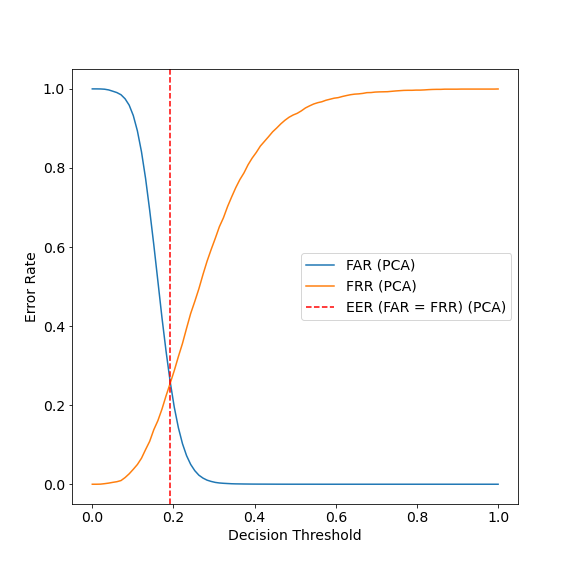 1.0
0.8
0.6
0.4
0.2
0.0
Error Rate
FAR (PCA)
FRR (PCA)
EER (FAR = FRR) (PCA)
0.0 0.2 0.4 0.6 0.8 1.0
Decision Threshold